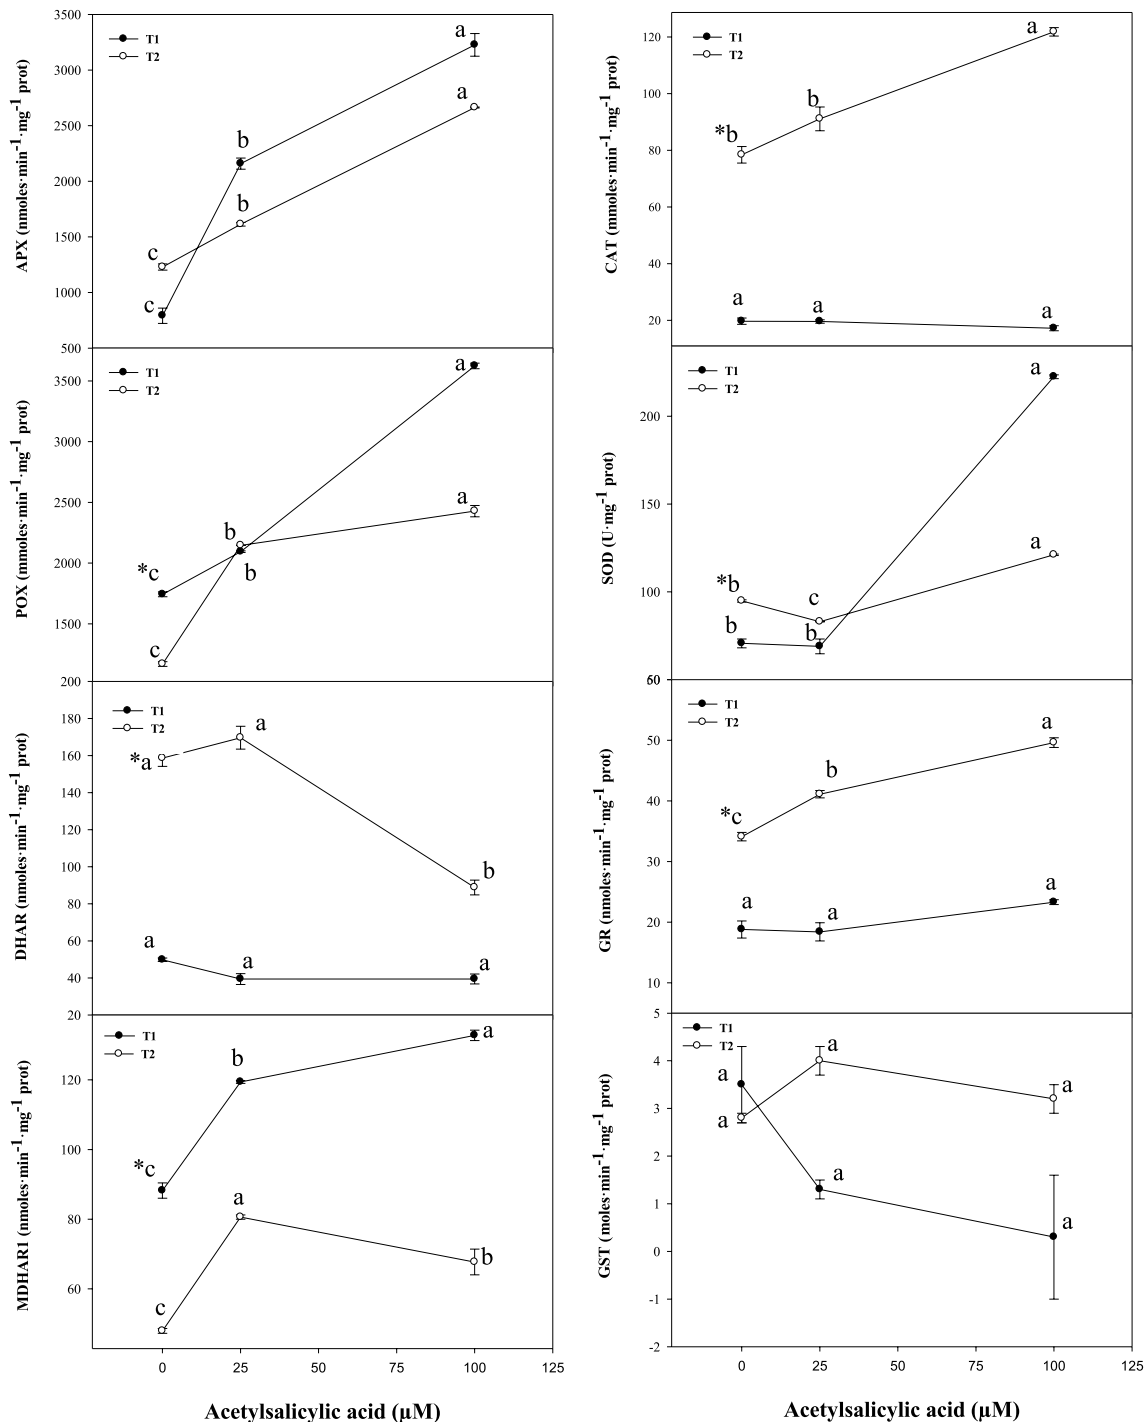 APX (nmoles·min⁻¹·mg⁻¹ prot)
3500
3000
2500
2000
1500
1000
500
T1
T2
c
c
b
b
a
a
CAT (mmoles·min⁻¹·mg⁻¹ prot)
120
100
80
60
40
20
T1
T2
*b
b
a
a
a
a
POX (mmoles·min⁻¹·mg⁻¹ prot)
3500
3000
2500
2000
1500
T1
T2
*c
c
b
b
a
a
SOD (U·mg⁻¹ prot)
200
150
100
T1
T2
*b
b
c
b
a
a
DHAR (nmoles·min⁻¹·mg⁻¹ prot)
200
180
160
140
120
100
80
60
40
20
T1
T2
*a
a
b
a
a
a
GR (nmoles·min⁻¹·mg⁻¹ prot)
60
50
40
30
20
10
T1
T2
*c
b
a
a
a
a
MDHAR1 (nmoles·min⁻¹·mg⁻¹ prot)
120
100
80
60
T1
T2
*c
b
a
c
a
b
0
25
50
75
100
125
Acetylsalicylic acid (µM)
GST (moles·min⁻¹·mg⁻¹ prot)
5
4
3
2
1
0
-1
-2
T1
T2
a
a
a
a
a
a
0
25
50
75
100
125
Acetylsalicylic acid (µM)